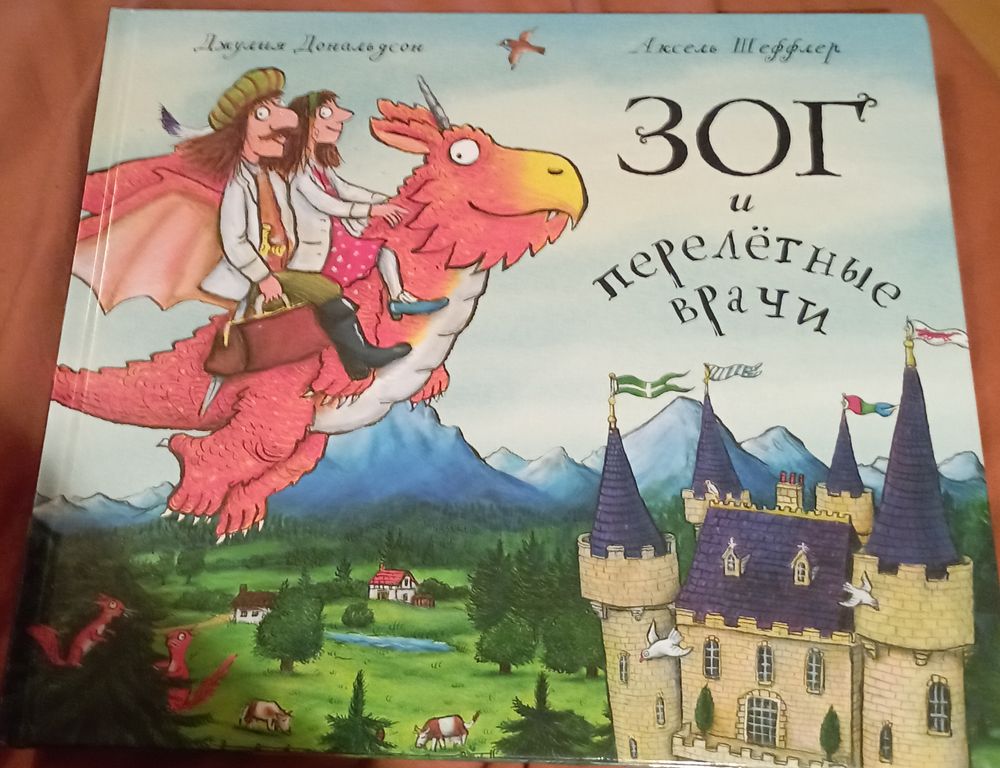 Джулия Дональдсон
Аксель Шеффлер
ЗОГ
и
перелётные
врачи